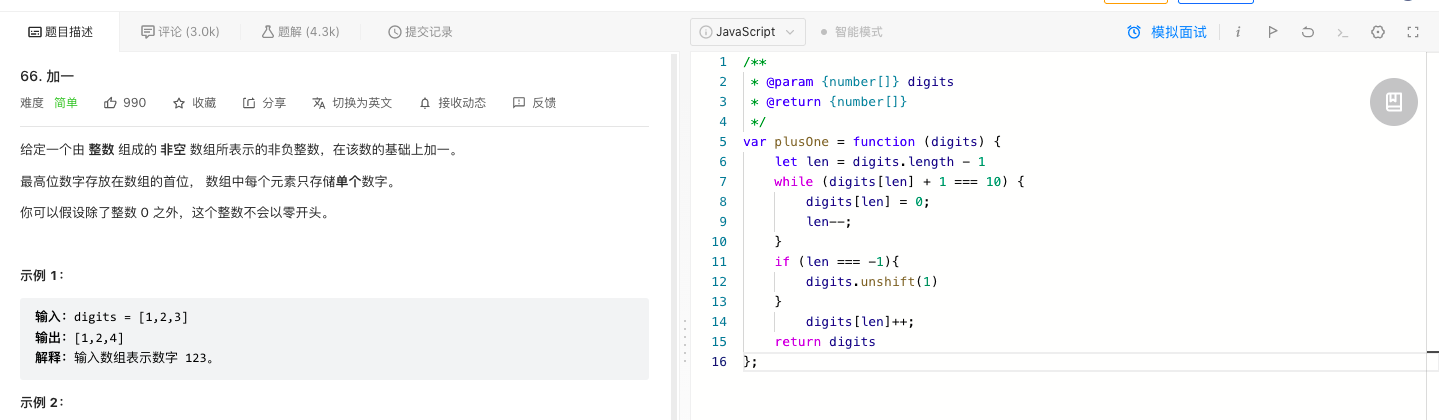 题目描述
评论 (3.0k)
题解 (4.3k)
提交记录
66. 加一
难度 简单 990 收藏 分享 切换为英文 接收动态 反馈
给定一个由 整数 组成的 非空 数组所表示的非负整数，在该数的基础上加一。
最高位数字存放在数组的首位， 数组中每个元素只存储单个数字。
你可以假设除了整数 0 之外，这个整数不会以零开头。
示例 1：
输入：digits = [1,2,3]
输出：[1,2,4]
解释：输入数组表示数字 123。
示例 2：
JavaScript
智能模式
模拟面试
1 /**
2 * @param {number[]} digits
3 * @return {number[]}
4 */
5 var plusOne = function (digits) {
6 let len = digits.length - 1
7 while (digits[len] + 1 === 10) {
8 digits[len] = 0;
9 len--;
10 }
11 if (len === -1){
12 digits.unshift(1)
13 }
14 digits[len]++;
15 return digits
16 };